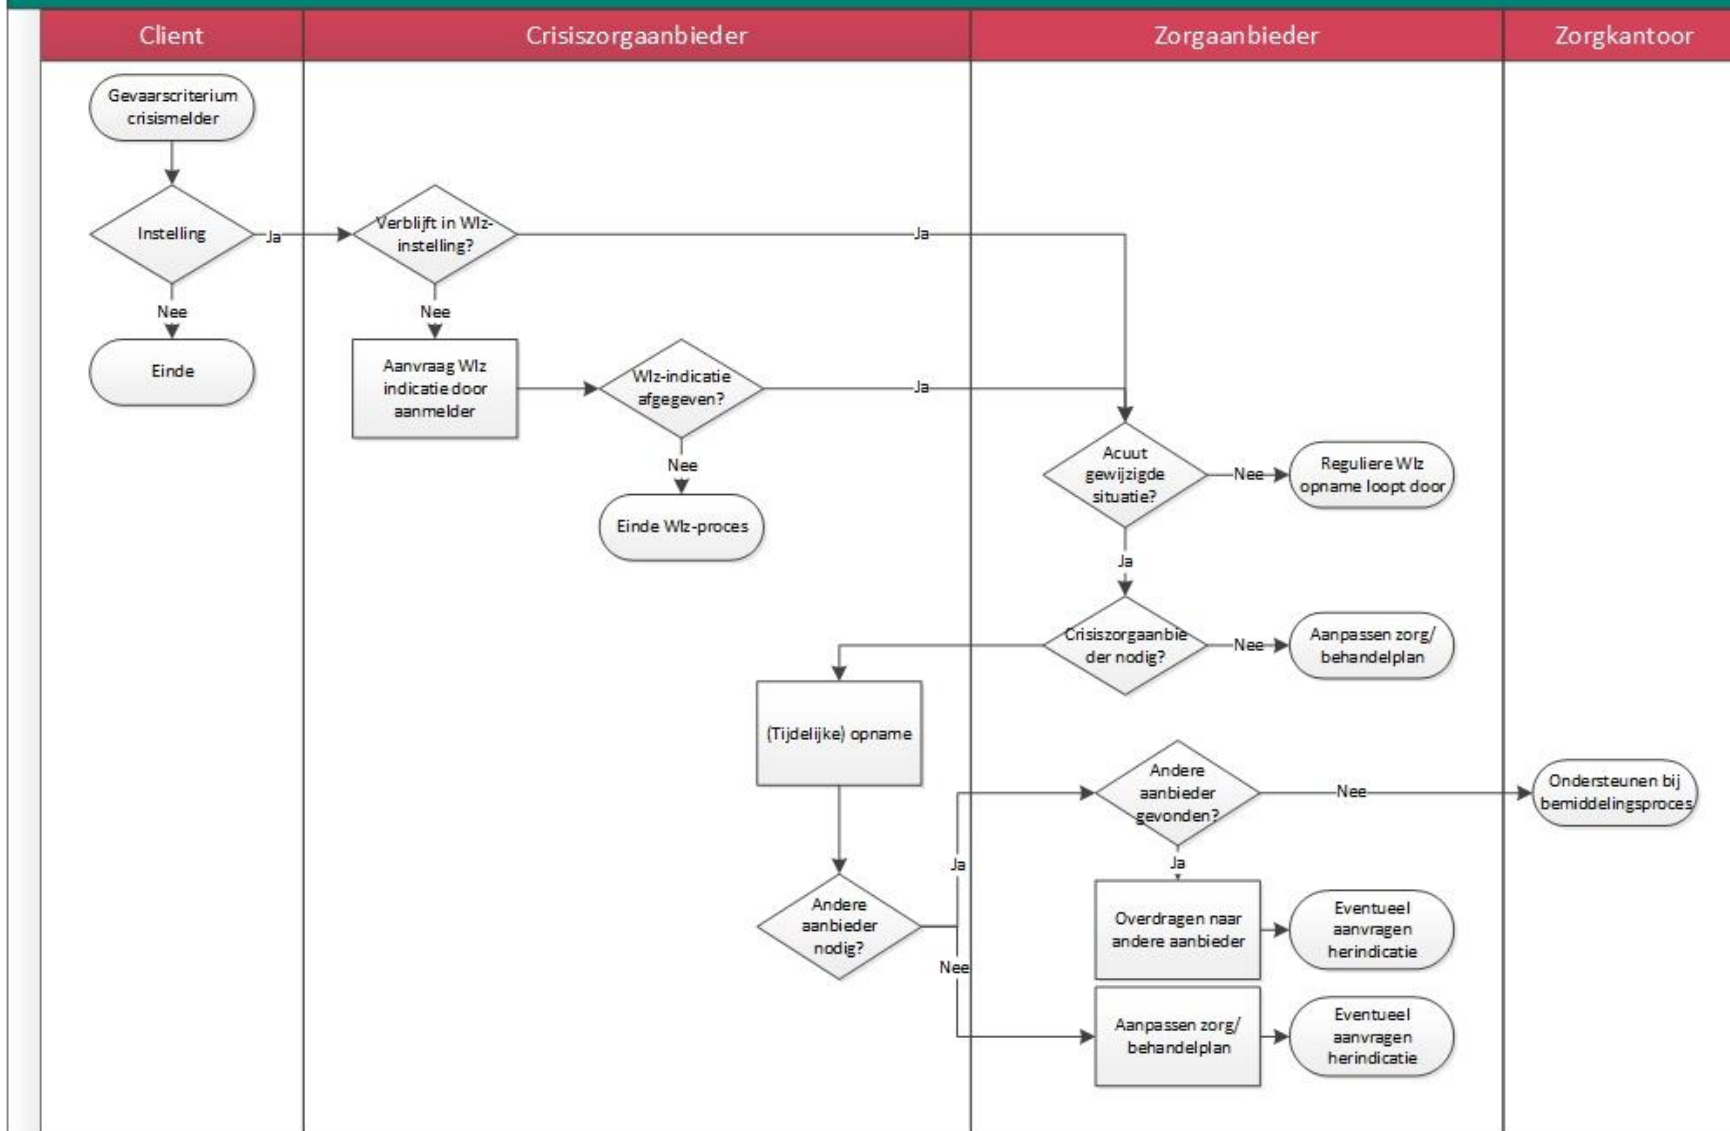 Client
Crisiszorgaanbieder
Zorgaanbieder
Zorgkantoor
Gevaarscriterium
crisismelder
Instelling
Ja
Verblijft in Wlz-
instelling?
Ja
Nee
Nee
Einde
Aanvraag Wlz
indicatie door
aanmelder
Wlz-indicatie
afgegeven?
Ja
Nee
Einde Wlz-proces
Acuut
gewijzigde
situatie?
Nee
Reguliere Wlz
opname loopt door
Ja
Crisiszorgaanbie
der nodig?
Nee
Aanpassen zorg/
behandelplan
(Tijdelijke) opname
Andere
aanbieder
nodig?
Ja
Nee
Andere
aanbieder
gevonden?
Nee
Ondersteunen bij
bemiddelingsproces
Ja
Overdragen naar
andere aanbieder
Eventueel
aanvragen
herindicatie
Aanpassen zorg/
behandelplan
Eventueel
aanvragen
herindicatie